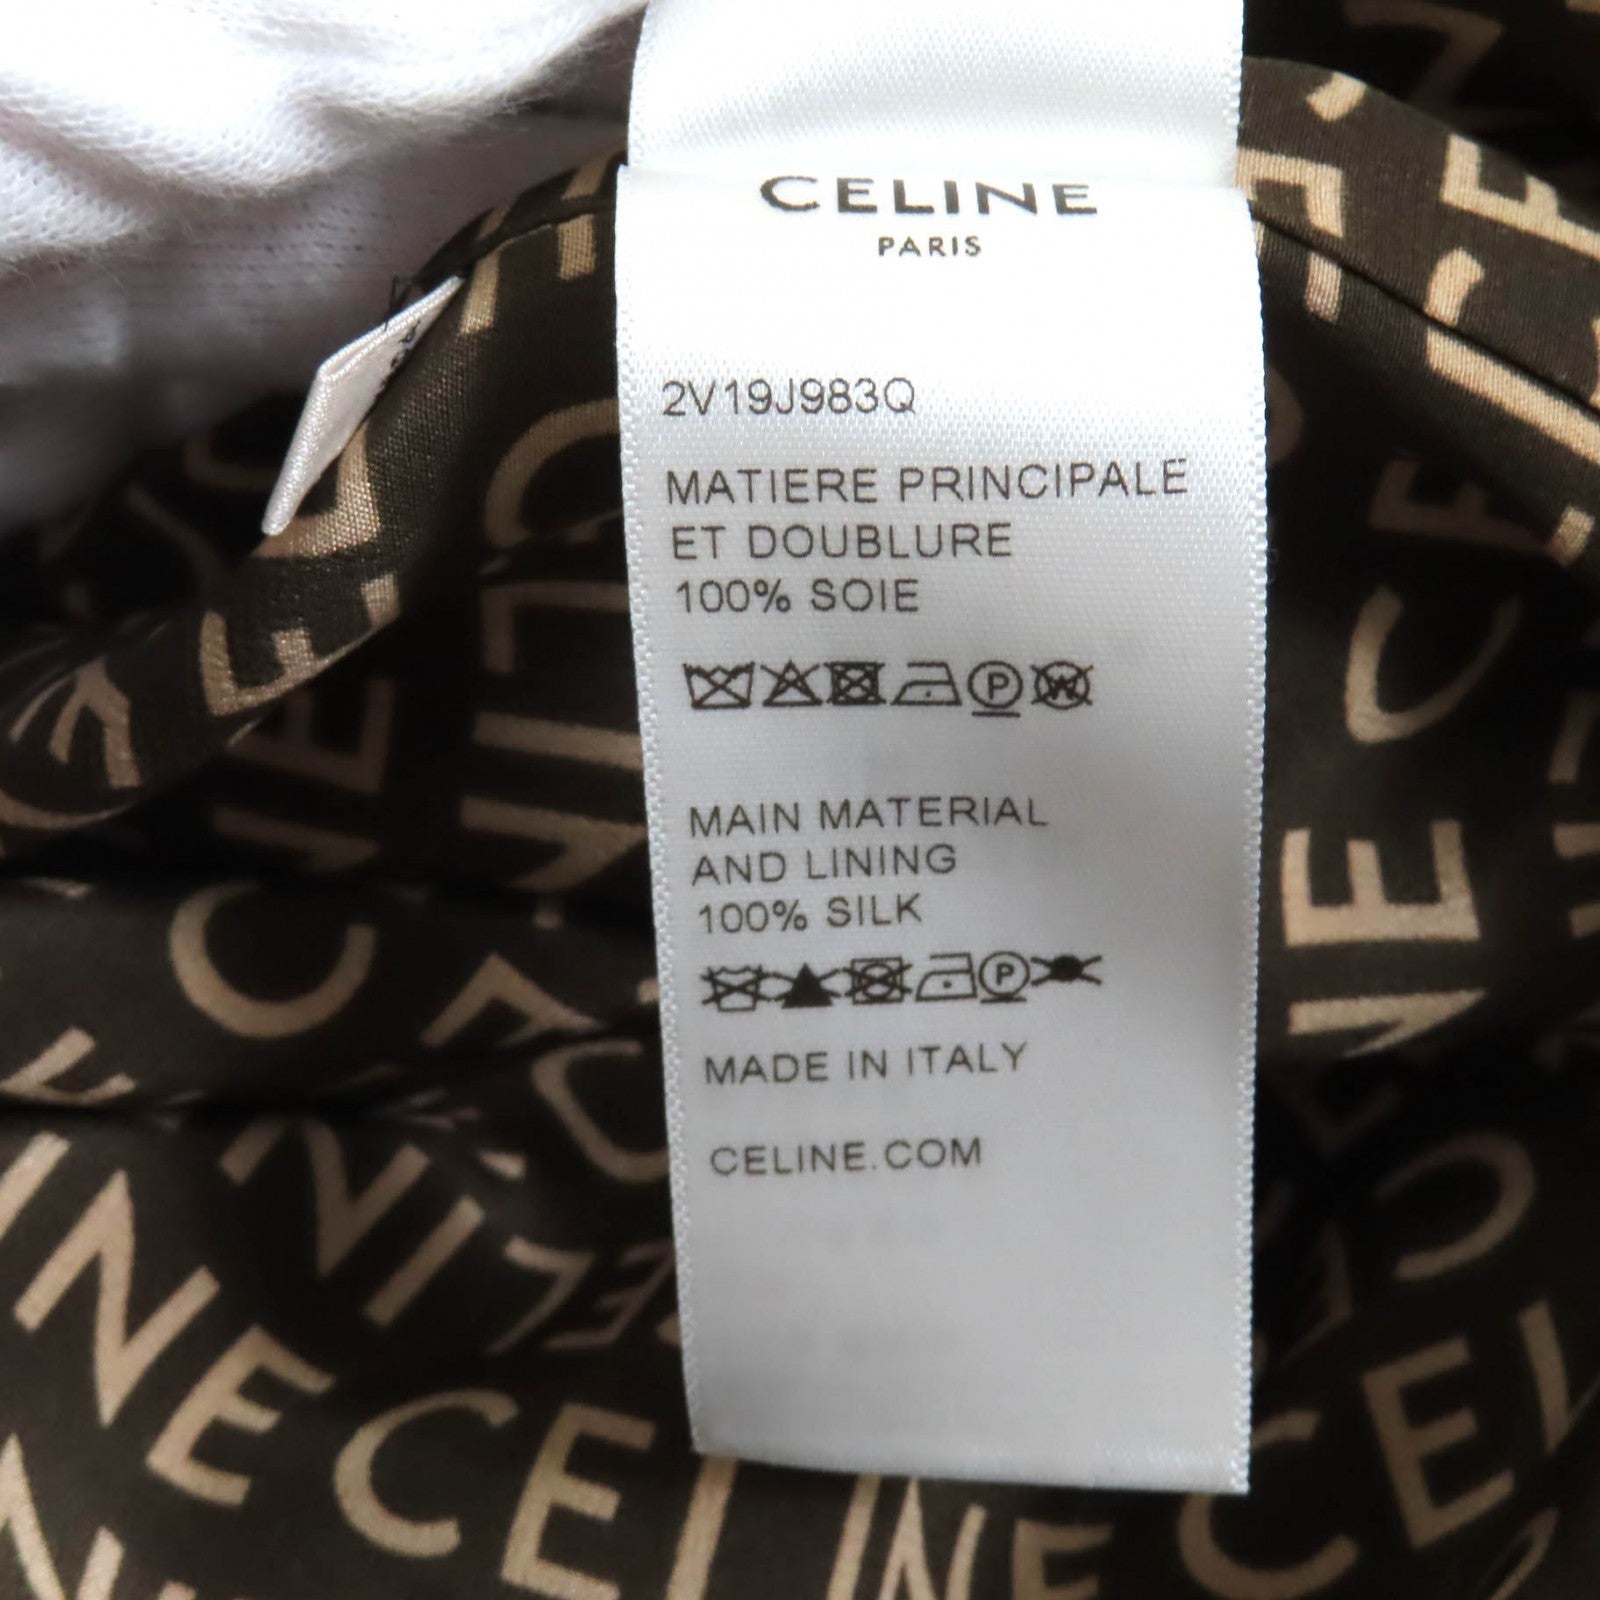 CELINE
PARIS
2V19J983Q
MATIERE PRINCIPALE
ET DOUBLURE
100% SOIE
P W
MAIN MATERIAL
AND LINING
100% SILK
P
MADE IN ITALY
CELINE.COM